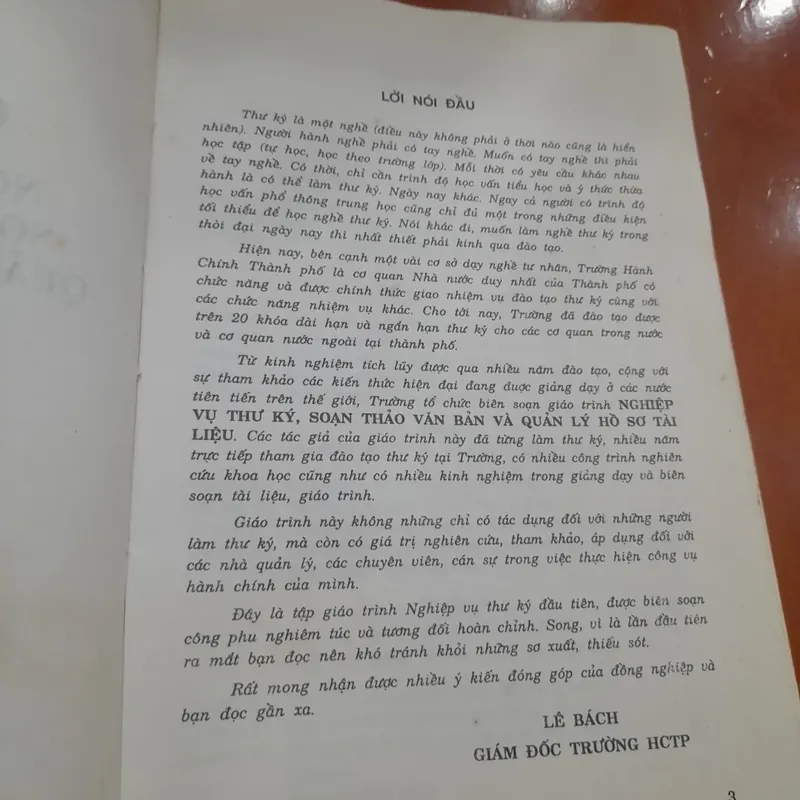 LỜI NÓI ĐẦU
Thư ký là một nghề (điều này không phải ở thời nào cũng là hiển
nhiên). Người hành nghề phải có tay nghề. Muốn có tay nghề thì phải
học tập (tự học, học theo trường lớp). Mỗi thời có yêu cầu khác nhau
về tay nghề. Có thời, chỉ cần trình độ học vấn tiểu học và ý thức thừa
hành là có thể làm thư ký. Ngày nay khác. Ngay cả người có trình độ
học vấn phổ thông trung học cũng chỉ đủ một trong những điều kiện
tối thiểu để học nghề thư ký. Nói khác đi, muốn làm nghề thư ký trong
thời đại ngày nay thì nhất thiết phải kinh qua đào tạo.
Hiện nay, bên cạnh một vài cơ sở dạy nghề tư nhân, Trường Hành
Chính Thành phố là cơ quan Nhà nước duy nhất của Thành phố có
chức năng và được chính thức giao nhiệm vụ đào tạo thư ký cùng với
các chức năng nhiệm vụ khác. Cho tới nay, Trường đã đào tạo được
trên 20 khóa dài hạn và ngắn hạn thư ký cho các cơ quan trong nước
và cơ quan nước ngoài tại thành phố.
Từ kinh nghiệm tích lũy được qua nhiều năm đào tạo, cộng với
sự tham khảo các kiến thức hiện đại đang được giảng dạy ở các nước
tiên tiến trên thế giới, Trường tổ chức biên soạn giáo trình NGHIỆP
VỤ THƯ KÝ, SOẠN THẢO VĂN BẢN VÀ QUẢN LÝ HỒ SƠ TÀI
LIỆU. Các tác giả của giáo trình này đã từng làm thư ký, nhiều năm
trực tiếp tham gia đào tạo thư ký tại Trường, có nhiều công trình nghiên
cứu khoa học cũng như có nhiều kinh nghiệm trong giảng dạy và biên
soạn tài liệu, giáo trình.
Giáo trình này không những chỉ có tác dụng đối với những người
làm thư ký, mà còn có giá trị nghiên cứu, tham khảo, áp dụng đối với
các nhà quản lý, các chuyên viên, cán sự trong việc thực hiện công vụ
hành chính của mình.
Đây là tập giáo trình Nghiệp vụ thư ký đầu tiên, được biên soạn
công phu nghiêm túc và tương đối hoàn chỉnh. Song, vì là lần đầu tiên
ra mắt bạn đọc nên khó tránh khỏi những sơ xuất, thiếu sót.
Rất mong nhận được nhiều ý kiến đóng góp của đồng nghiệp và
bạn đọc gần xa.
LÊ BÁCH
GIÁM ĐỐC TRƯỜNG HCTP
3